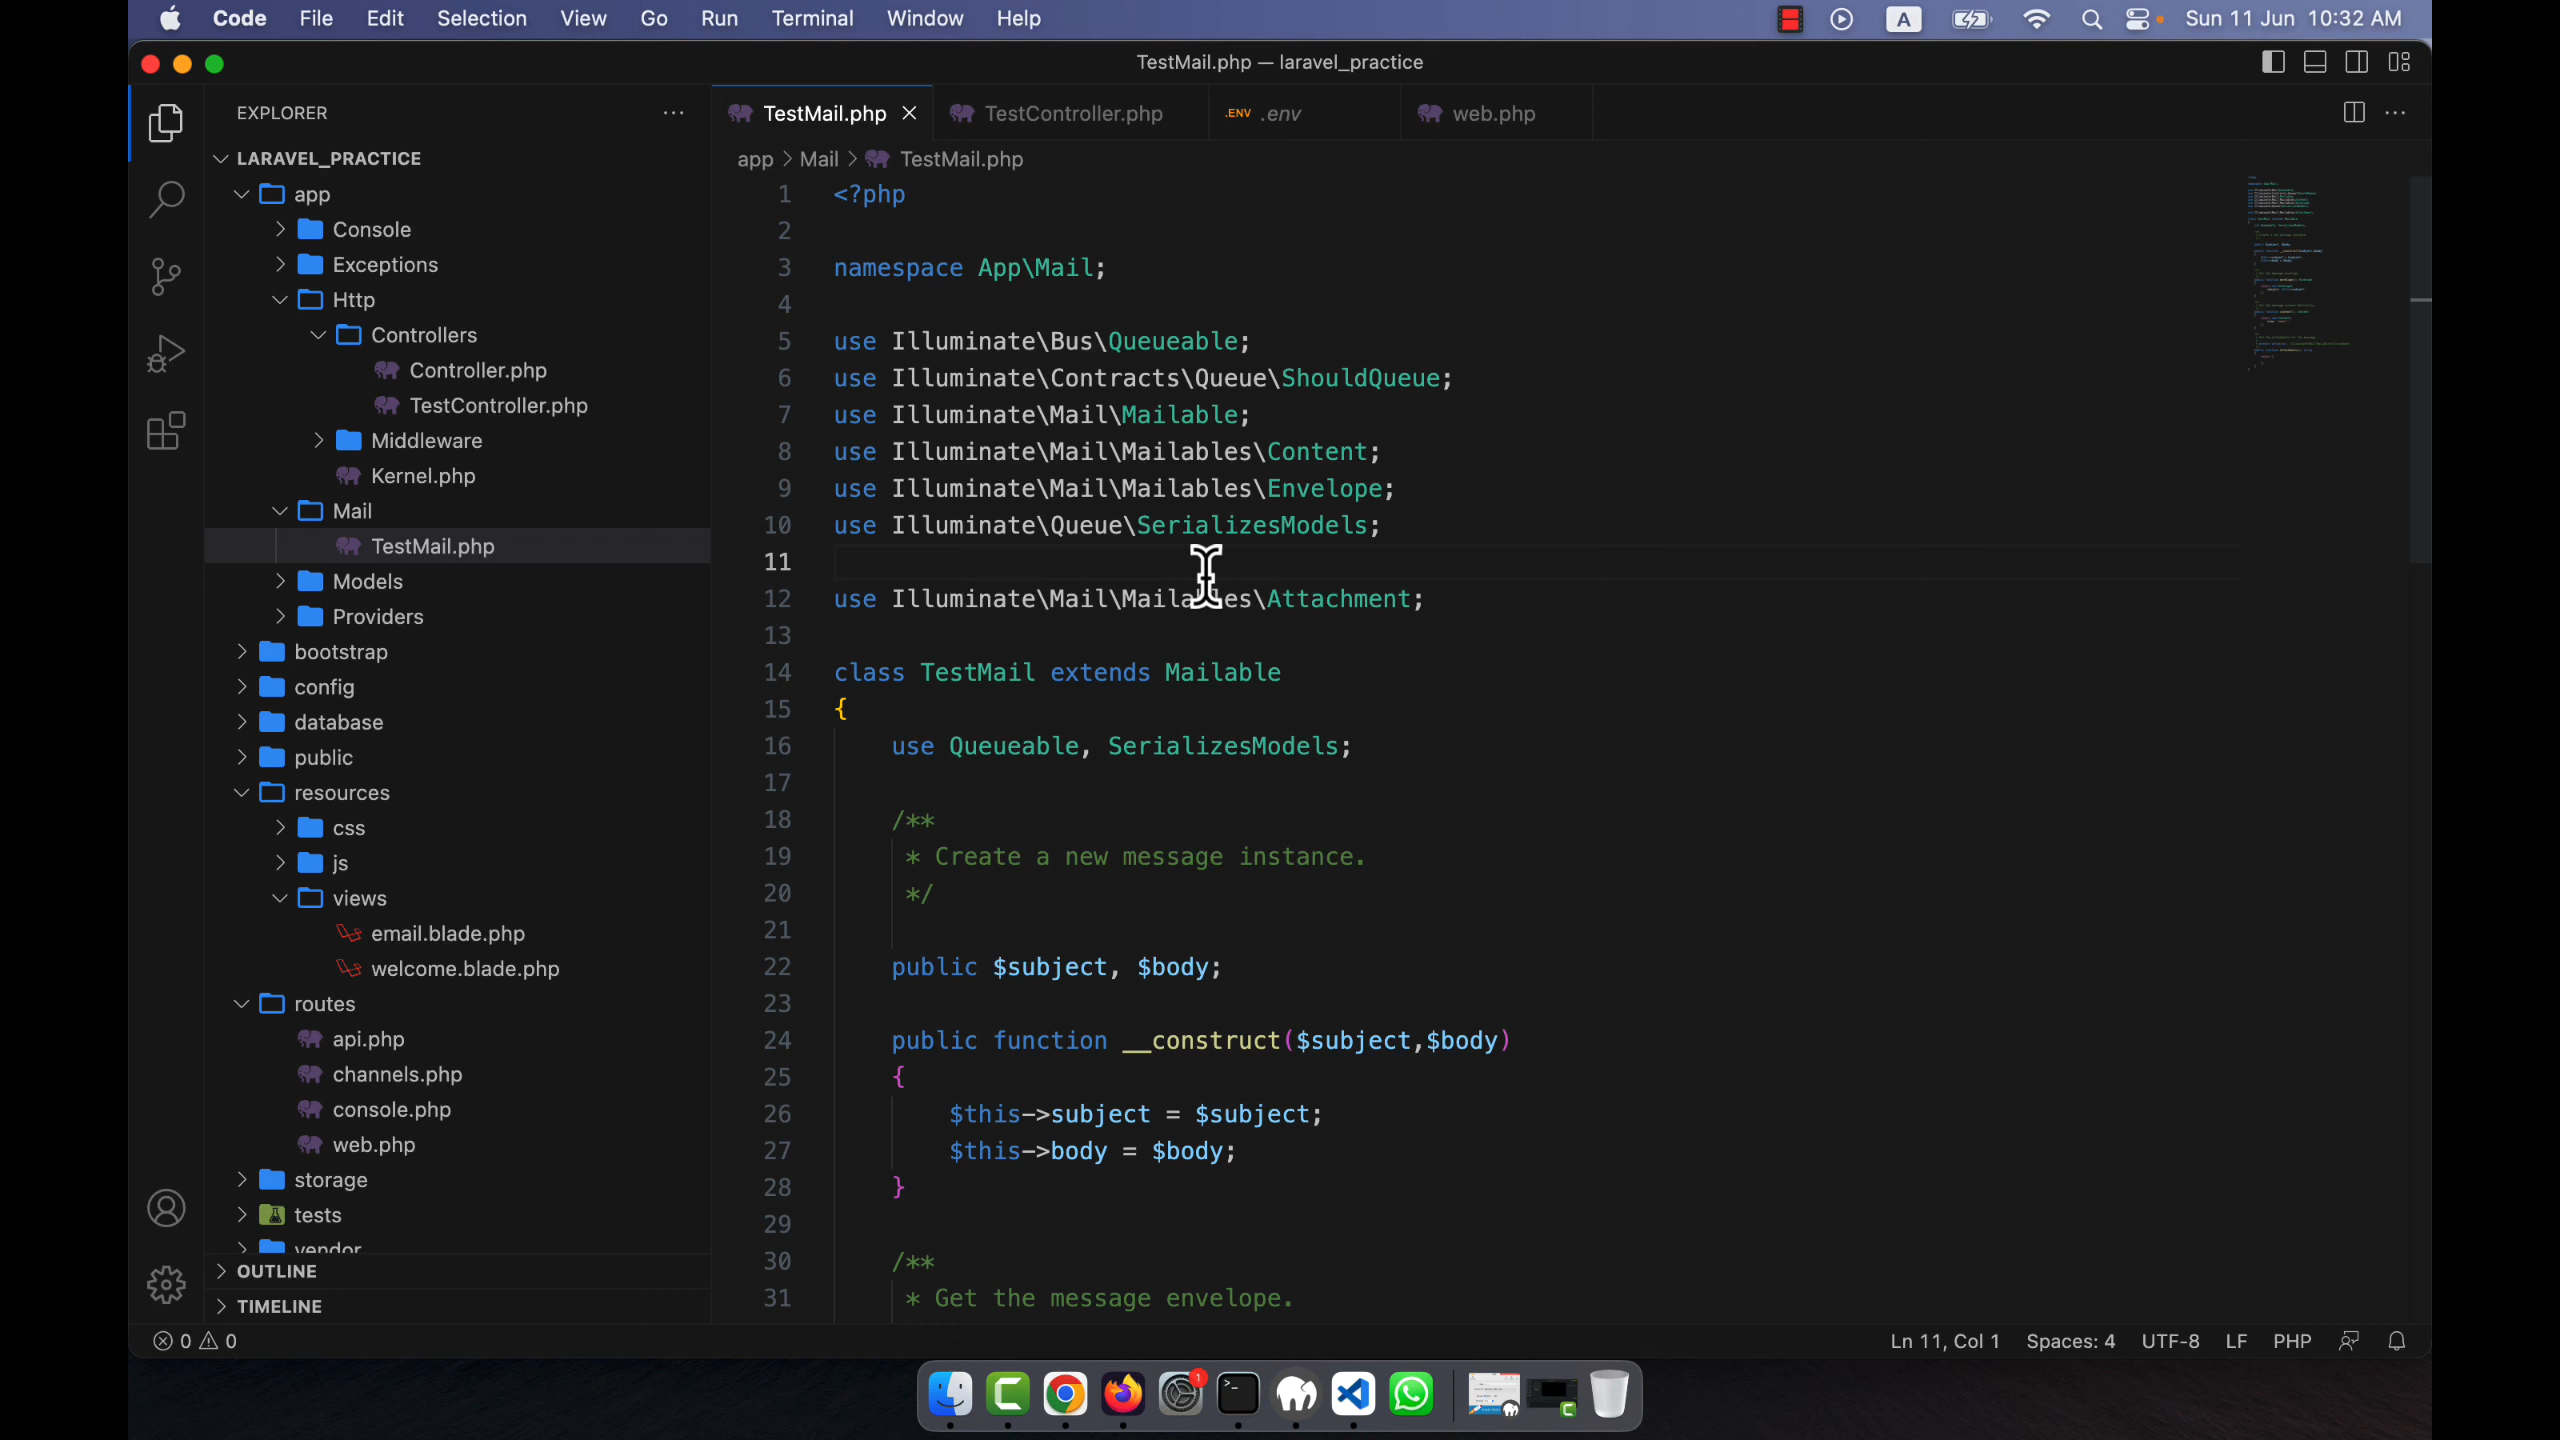 Code File Edit Selection View Go Run Terminal Window Help A Sun 11 Jun 10:32 AM
TestMail.php — laravel_practice
EXPLORER
TestMail.php TestController.php .ENV .env web.php
LARAVEL_PRACTICE
app
Console
Exceptions
Http
Controllers
Controller.php
TestController.php
Middleware
Kernel.php
Mail
TestMail.php
Models
Providers
bootstrap
config
database
public
resources
css
js
views
email.blade.php
welcome.blade.php
routes
api.php
channels.php
console.php
web.php
storage
tests
vendor
OUTLINE
TIMELINE
app > Mail > TestMail.php
1 <?php
2
3 namespace App\Mail;
4
5 use Illuminate\Bus\Queueable;
6 use Illuminate\Contracts\Queue\ShouldQueue;
7 use Illuminate\Mail\Mailable;
8 use Illuminate\Mail\Mailables\Content;
9 use Illuminate\Mail\Mailables\Envelope;
10 use Illuminate\Queue\SerializesModels;
11
12 use Illuminate\Mail\Mailables\Attachment;
13
14 class TestMail extends Mailable
15 {
16 use Queueable, SerializesModels;
17
18 /**
19 * Create a new message instance.
20 */
21
22 public $subject, $body;
23
24 public function __construct($subject,$body)
25 {
26 $this->subject = $subject;
27 $this->body = $body;
28 }
29
30 /**
31 * Get the message envelope.
0 0 Ln 11, Col 1 Spaces: 4 UTF-8 LF PHP
1